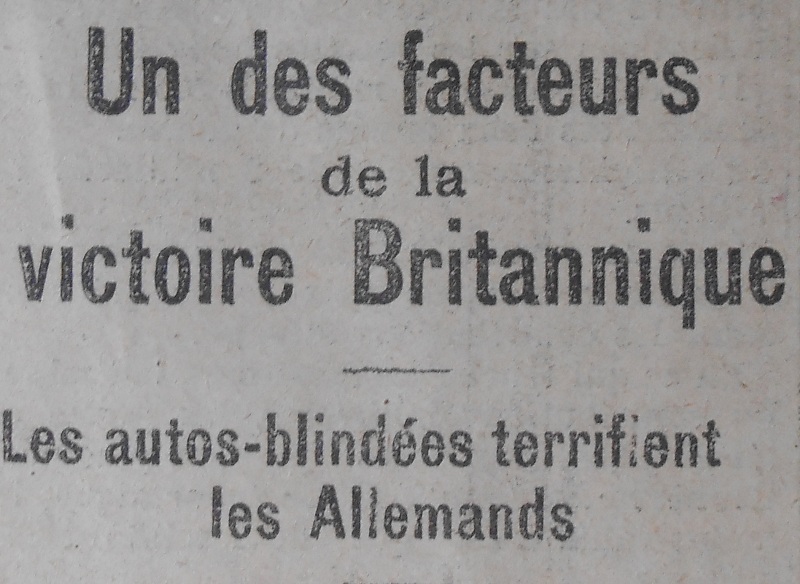 Un des facteurs
de la
victoire Britannique
Les autos-blindées terrifient
les Allemands